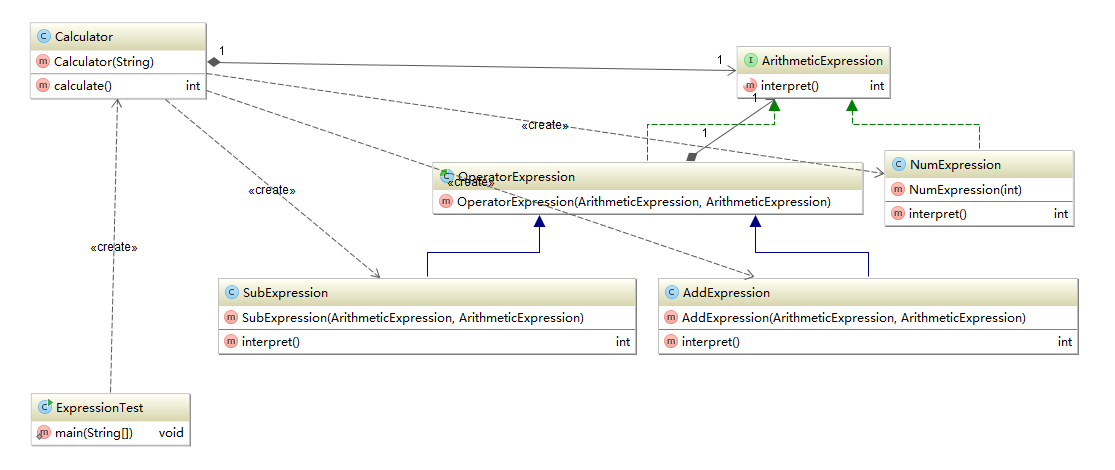 C Calculator
m Calculator(String)
m calculate() int
1
1
I ArithmeticExpression
m interpret() int
1
1
«create»
C OperatorExpression
m OperatorExpression(ArithmeticExpression, ArithmeticExpression)
«create»
«create»
C NumExpression
m NumExpression(int)
m interpret() int
«create»
C SubExpression
m SubExpression(ArithmeticExpression, ArithmeticExpression)
m interpret() int
C AddExpression
m AddExpression(ArithmeticExpression, ArithmeticExpression)
m interpret() int
C ExpressionTest
m main(String[]) void